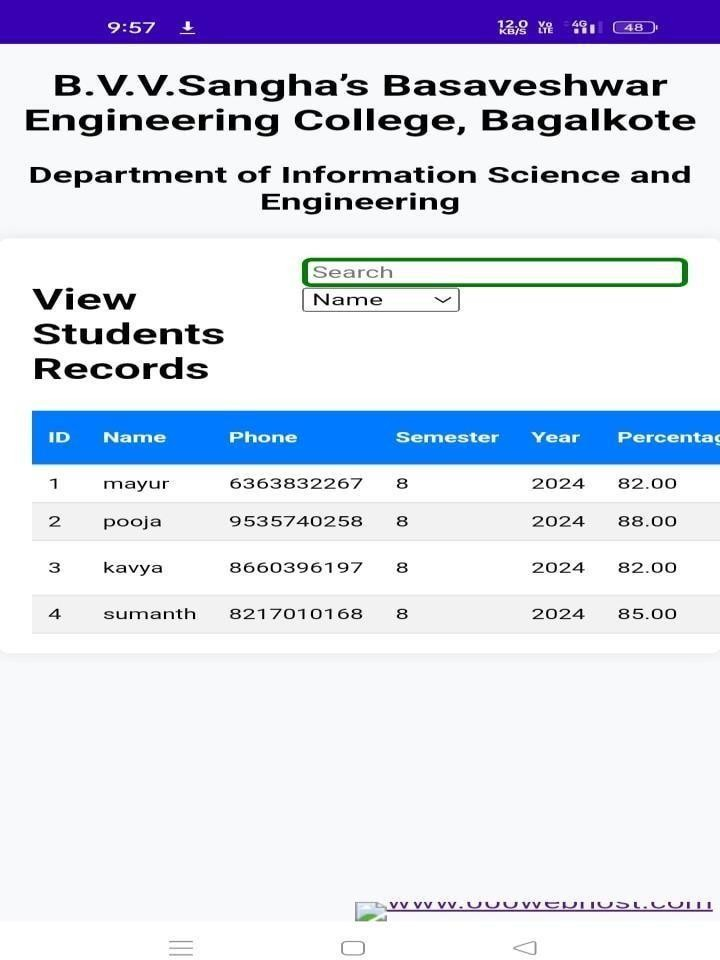 9:57 12.0 KB/S Vo LTE 4G 48
B.V.V.Sangha’s Basaveshwar
Engineering College, Bagalkote
Department of Information Science and
Engineering
Search
Name
View
Students
Records
ID Name Phone Semester Year Percentag
1 mayur 6363832267 8 2024 82.00
2 pooja 9535740258 8 2024 88.00
3 kavya 8660396197 8 2024 82.00
4 sumanth 8217010168 8 2024 85.00
www.000webhost.com